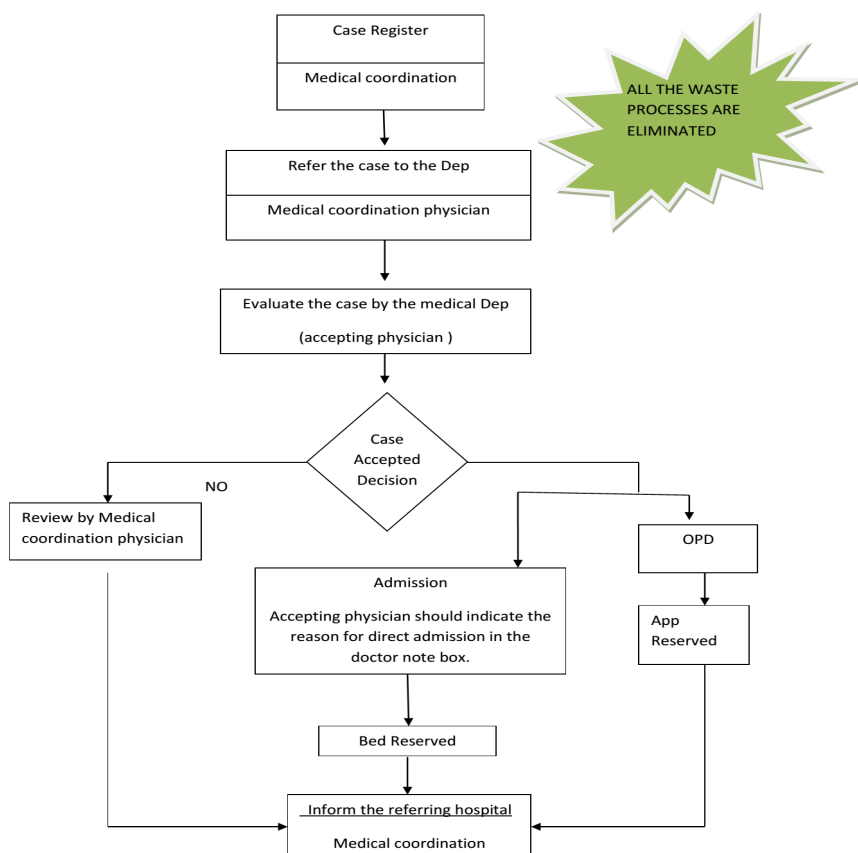 Case Register
Medical coordination
ALL THE WASTE
PROCESSES ARE
ELIMINATED
Refer the case to the Dep
Medical coordination physician
Evaluate the case by the medical Dep
(accepting physician )
Case
Accepted
Decision
NO
Review by Medical
coordination physician
OPD
Admission
Accepting physician should indicate the
reason for direct admission in the
doctor note box.
App
Reserved
Bed Reserved
Inform the referring hospital
Medical coordination